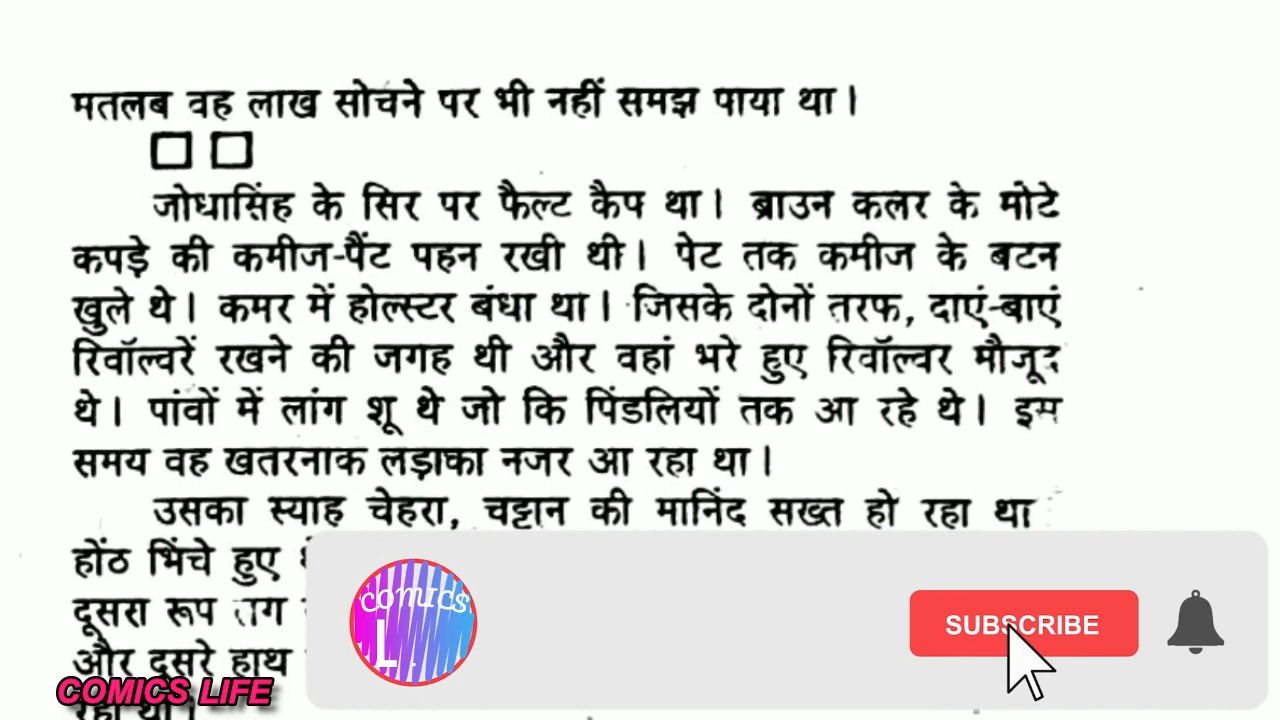 मतलब वह लाख सोचने पर भी नहीं समझ पाया था।
जोधासिंह के सिर पर फैल्ट कैप था। ब्राउन कलर के मोटे
कपड़े की कमीज-पैंट पहन रखी थी। पेट तक कमीज के बटन
खुले थे। कमर में होल्स्टर बंधा था। जिसके दोनों तरफ, दाएं-बाएं
रिवॉल्वरें रखने की जगह थी और वहां भरे हुए रिवॉल्वर मौजूद
थे। पांवों में लांग शू थे जो कि पिंडलियों तक आ रहे थे। इस
समय वह खतरनाक लड़ाका नजर आ रहा था।
उसका स्याह चेहरा, चट्टान की मानिंद सख्त हो रहा था
होंठ भिंचे हुए
दूसरा रूप
और दूसरे हाथ
रहा था।
comics
L
SUBSCRIBE
COMICS LIFE